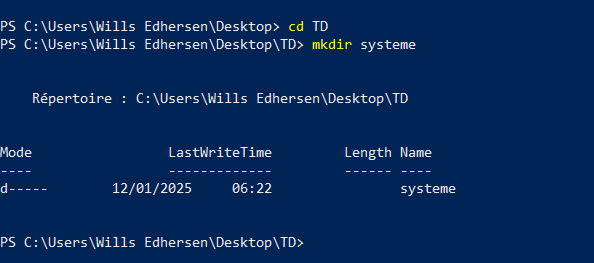 PS C:\Users\Wills Edhersen\Desktop> cd TD
PS C:\Users\Wills Edhersen\Desktop\TD> mkdir systeme
Répertoire : C:\Users\Wills Edhersen\Desktop\TD
Mode                 LastWriteTime         Length Name
----                 -------------         ------ ----
d-----        12/01/2025     06:22                systeme
PS C:\Users\Wills Edhersen\Desktop\TD>